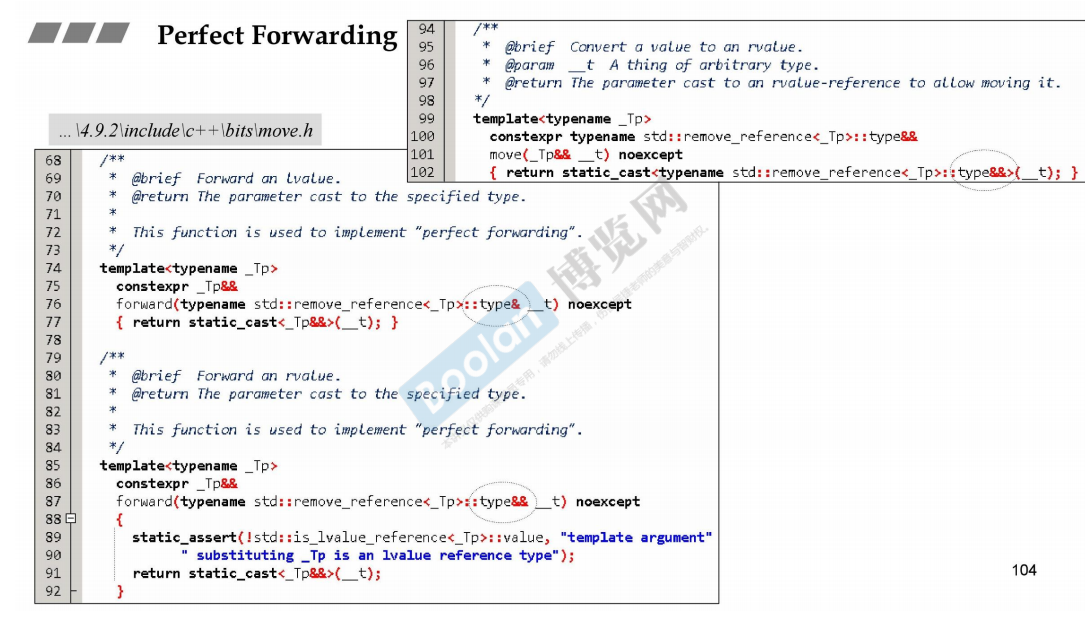 Perfect Forwarding
...\4.9.2\include\c++\bits\move.h
94 /**
95  *  @brief  Convert a value to an rvalue.
96  *  @param  __t  A thing of arbitrary type.
97  *  @return The parameter cast to an rvalue-reference to allow moving it.
98 */
99 template<typename _Tp>
100   constexpr typename std::remove_reference<_Tp>::type&&
101   move(_Tp&& __t) noexcept
102   { return static_cast<typename std::remove_reference<_Tp>::type&&>(__t); }
68 /**
69  *  @brief  Forward an lvalue.
70  *  @return The parameter cast to the specified type.
71  *
72  *  This function is used to implement "perfect forwarding".
73  */
74 template<typename _Tp>
75   constexpr _Tp&&
76   forward(typename std::remove_reference<_Tp>::type& __t) noexcept
77   { return static_cast<_Tp&&>(__t); }
78
79 /**
80  *  @brief  Forward an rvalue.
81  *  @return The parameter cast to the specified type.
82  *
83  *  This function is used to implement "perfect forwarding".
84  */
85 template<typename _Tp>
86   constexpr _Tp&&
87   forward(typename std::remove_reference<_Tp>::type&& __t) noexcept
88   {
89     static_assert(!std::is_lvalue_reference<_Tp>::value, "template argument"
90           " substituting _Tp is an lvalue reference type");
91     return static_cast<_Tp&&>(__t);
92   }
Boolan 博览网
104